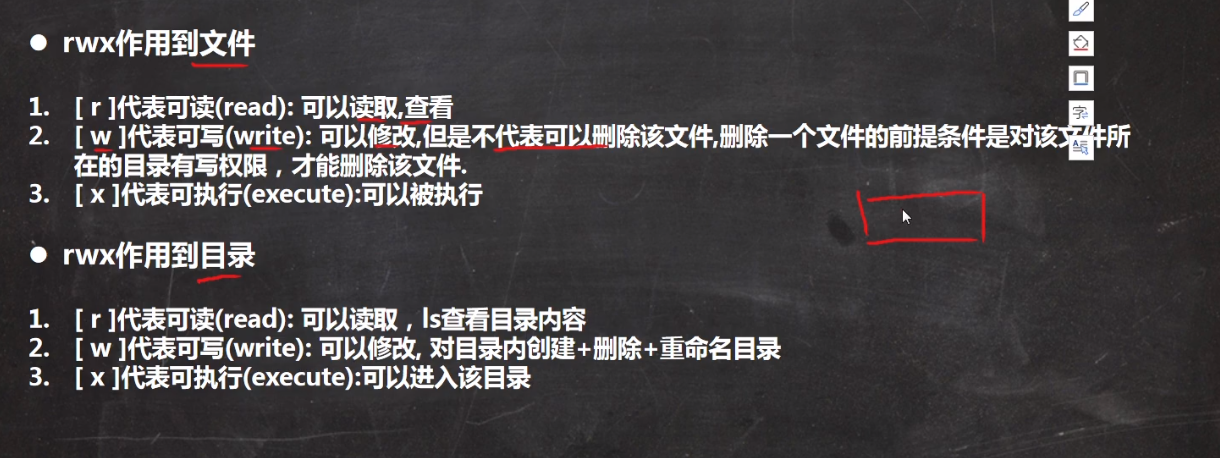 ● rwx作用到文件
1. [ r ]代表可读(read): 可以读取,查看
2. [ w ]代表可写(write): 可以修改,但是不代表可以删除该文件,删除一个文件的前提条件是对该文件所
在的目录有写权限，才能删除该文件.
3. [ x ]代表可执行(execute):可以被执行
● rwx作用到目录
1. [ r ]代表可读(read): 可以读取，ls查看目录内容
2. [ w ]代表可写(write): 可以修改, 对目录内创建+删除+重命名目录
3. [ x ]代表可执行(execute):可以进入该目录
字
A